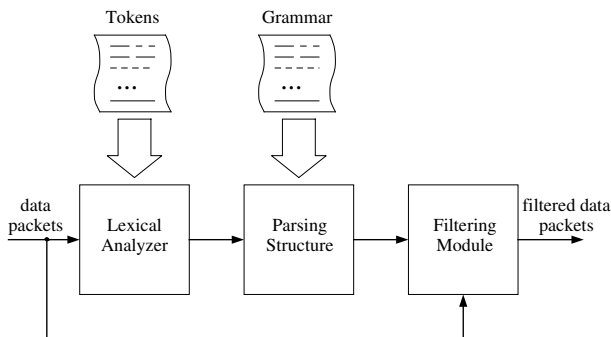 Tokens
Grammar
data
packets
Lexical
Analyzer
Parsing
Structure
Filtering
Module
filtered data
packets